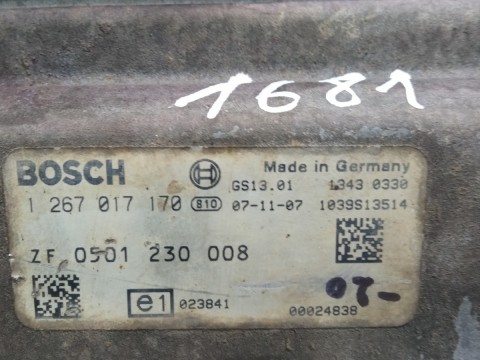 1681
BOSCH Made in Germany
GS13.01 1343 0330
1 267 017 170 810 07-11-07 1039S13514
ZF 0501 230 008
07-
e1 023841 00024838